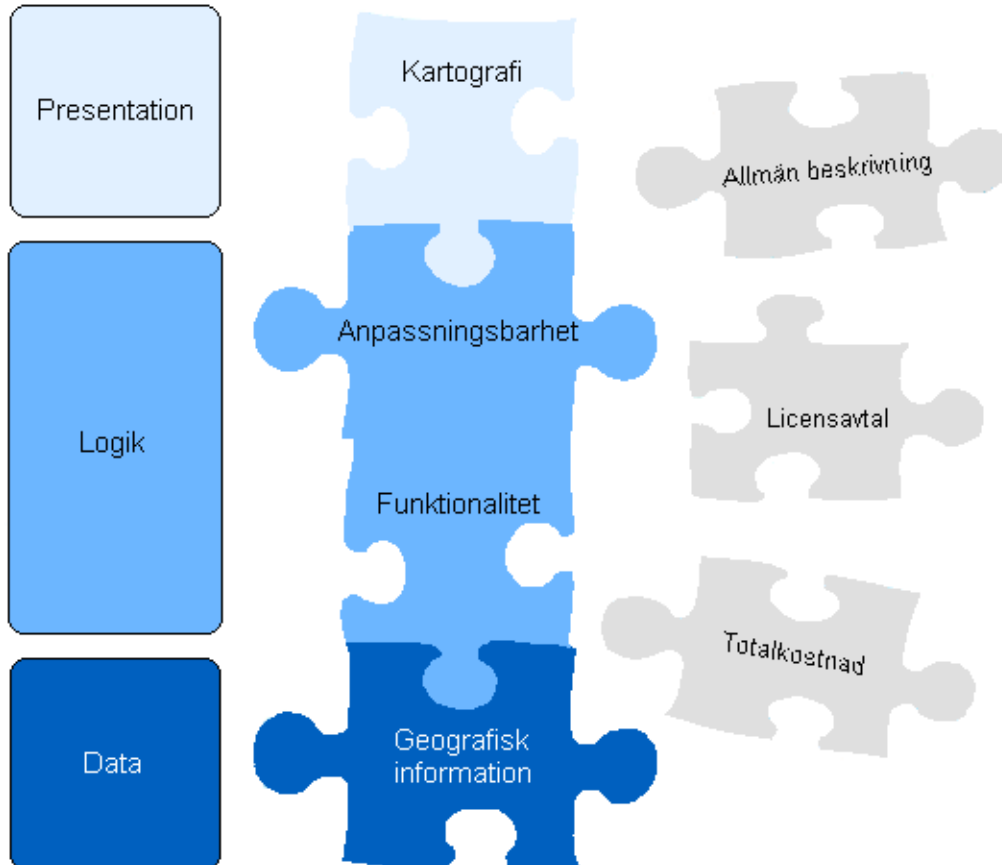 Presentation
Logik
Data
Kartografi
Anpassningsbarhet
Funktionalitet
Geografisk
information
Allmän beskrivning
Licensavtal
Totalkostnad